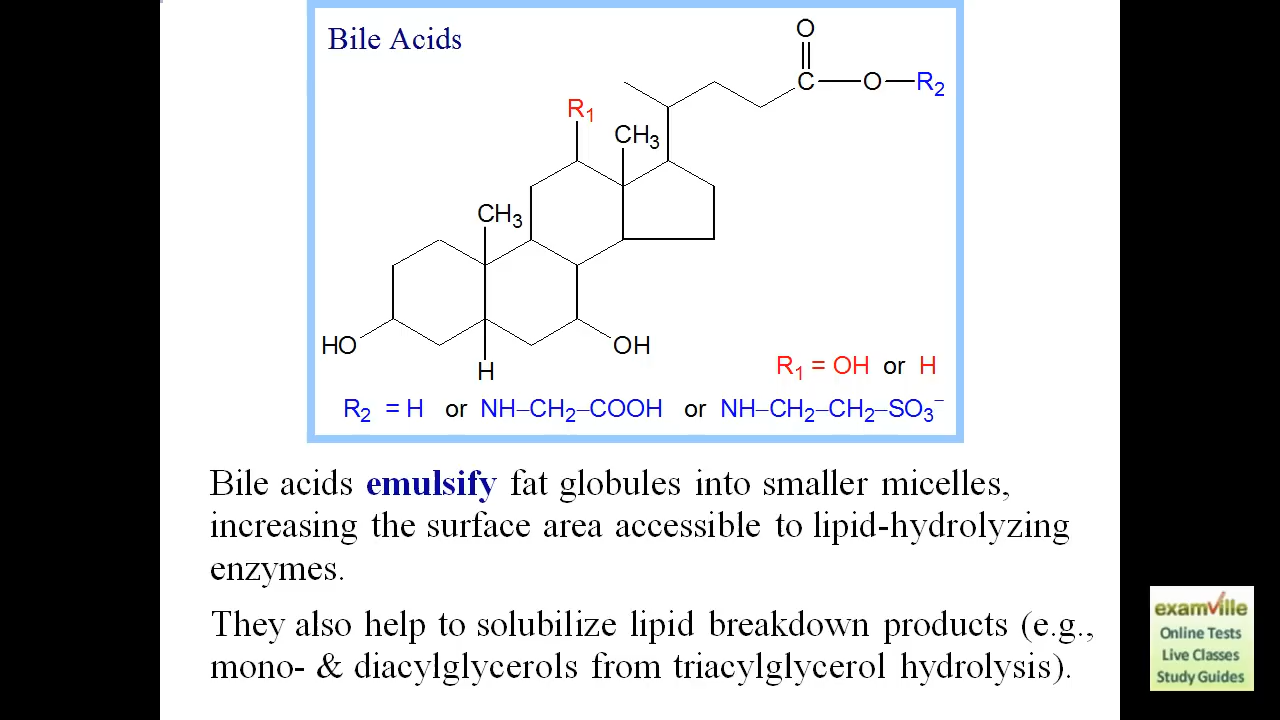 Bile Acids
O
C
O
R₂
R₁
CH₃
CH₃
HO
OH
H
R₁ = OH or H
R₂ = H or NH–CH₂–COOH or NH–CH₂–CH₂–SO₃⁻
Bile acids emulsify fat globules into smaller micelles,
increasing the surface area accessible to lipid-hydrolyzing
enzymes.
They also help to solubilize lipid breakdown products (e.g.,
mono- & diacylglycerols from triacylglycerol hydrolysis).
examville
Online Tests
Live Classes
Study Guides